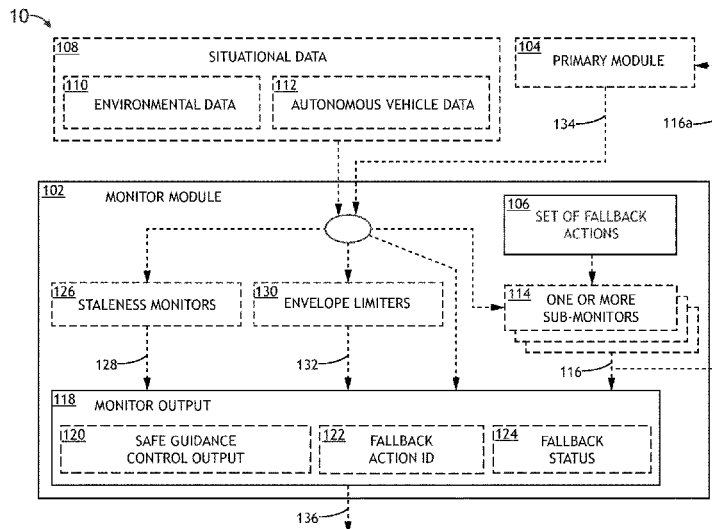 10
108
SITUATIONAL DATA
110
ENVIRONMENTAL DATA
112
AUTONOMOUS VEHICLE DATA
104
PRIMARY MODULE
134
116a
102
MONITOR MODULE
106
SET OF FALLBACK
ACTIONS
126
STALENESS MONITORS
130
ENVELOPE LIMITERS
114
ONE OR MORE
SUB-MONITORS
128
132
116
118
MONITOR OUTPUT
120
SAFE GUIDANCE
CONTROL OUTPUT
122
FALLBACK
ACTION ID
124
FALLBACK
STATUS
136